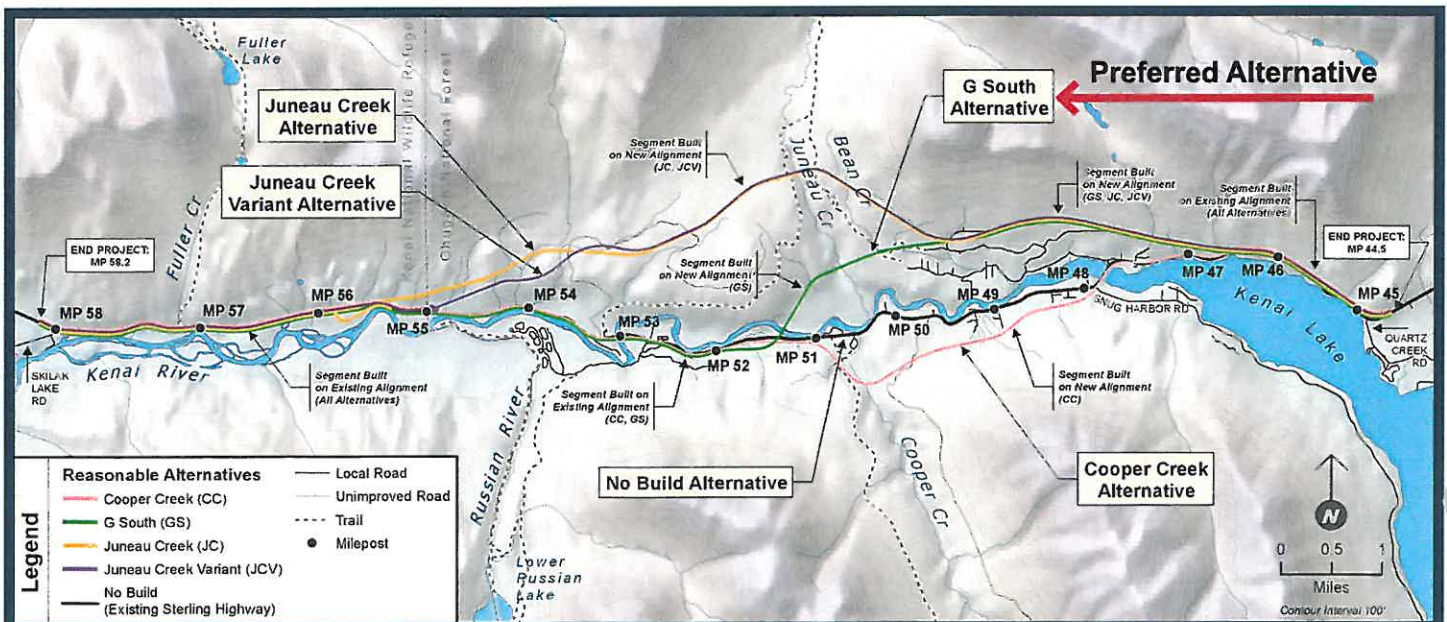 Preferred Alternative
Fuller
Lake
Juneau Creek
Alternative
G South
Alternative
Kenai National Wildlife Refuge
Chugach National Forest
Segment Built
on New Alignment
(JC, JCV)
Juneau Cr
Bean Cr
Segment Built
on New Alignment
(GS, JC, JCV)
Segment Built
on Existing Alignment
(All Alternatives)
Juneau Creek
Variant Alternative
Fuller Cr
END PROJECT:
MP 58.2
END PROJECT:
MP 44.5
Segment Built
on New Alignment
(GS)
MP 58
MP 57
MP 56
MP 55
MP 54
MP 53
MP 52
MP 51
MP 50
MP 49
MP 48
MP 47
MP 46
MP 45
SNUG HARBOR RD
Kenai Lake
QUARTZ
CREEK
RD
SKILAK
LAKE
RD
Kenai River
Segment Built
on Existing Alignment
(All Alternatives)
Segment Built on
Existing Alignment
(CC, GS)
Segment Built
on New Alignment
(CC)
Russian River
No Build Alternative
Cooper Cr
Cooper Creek
Alternative
Lower
Russian
Lake
Legend
Reasonable Alternatives
Cooper Creek (CC)
G South (GS)
Juneau Creek (JC)
Juneau Creek Variant (JCV)
No Build
(Existing Sterling Highway)
Local Road
Unimproved Road
Trail
Milepost
N
0 0.5 1
Miles
Contour Interval 100'